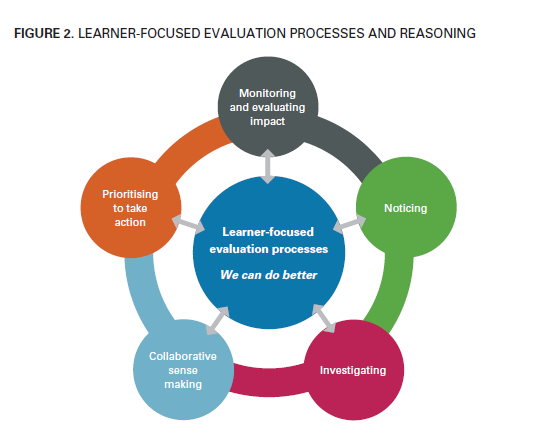 FIGURE 2. LEARNER-FOCUSED EVALUATION PROCESSES AND REASONING
Monitoring
and evaluating
impact
Noticing
Investigating
Collaborative
sense
making
Prioritising
to take
action
Learner-focused
evaluation processes
We can do better